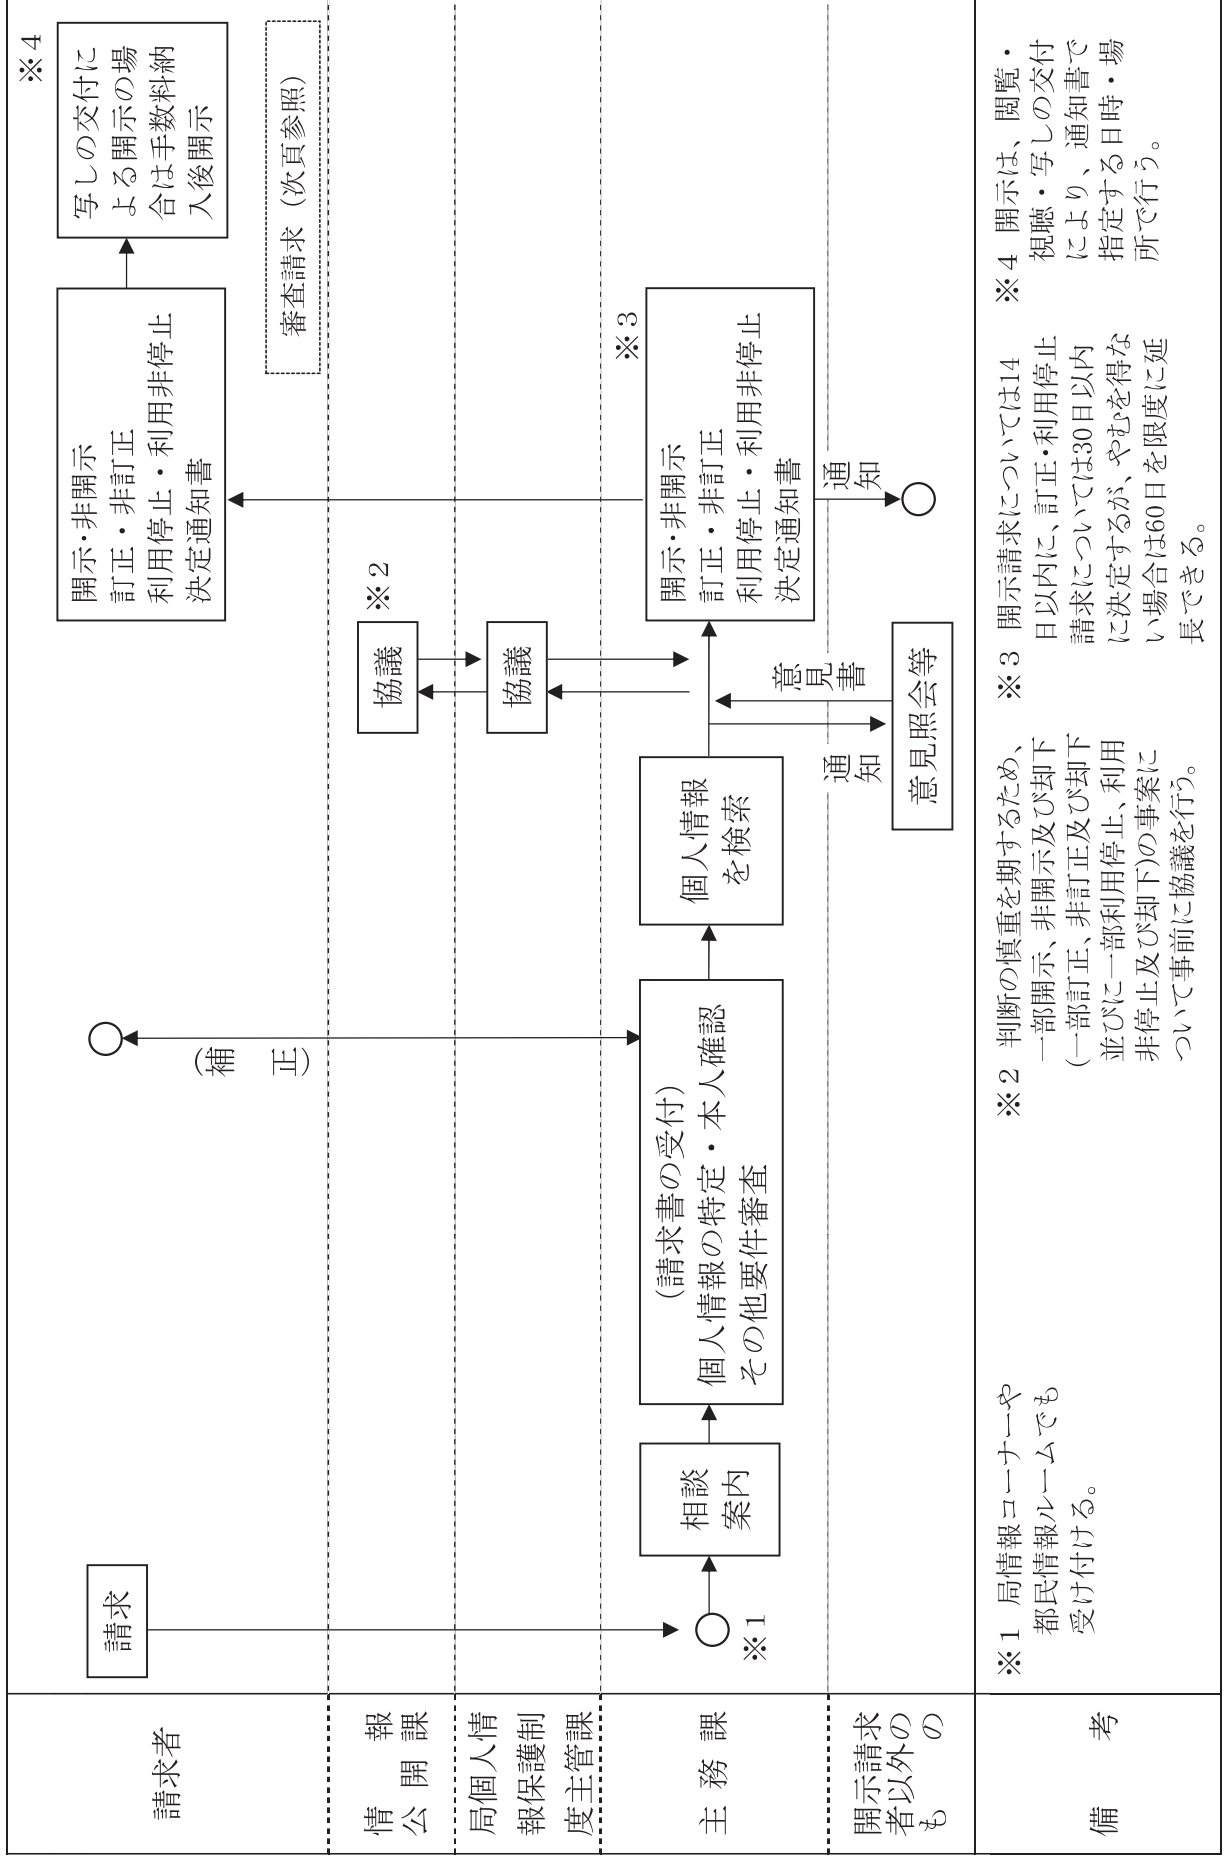 請求者
情報
公開課
局個人情
報保護制
度主管課
主務課
開示請求
者以外の
もの
備考
請求
※1
相談
案内
(補正)
(請求書の受付)
個人情報の特定・本人確認
その他要件審査
個人情報
を検索
協議
※2
協議
通知
意見書
意見照会等
開示・非開示
訂正・非訂正
利用停止・利用非停止
決定通知書
※3
開示・非開示
訂正・非訂正
利用停止・利用非停止
決定通知書
通知
写しの交付に
よる開示の場
合は手数料納
入後開示
※4
審査請求（次頁参照）
※1 局情報コーナーや
都民情報ルームでも
受け付ける。
※2 判断の慎重を期するため、
一部開示、非開示及び却下
(一部訂正、非訂正及び却下
並びに一部利用停止、利用
非停止及び却下)の事案に
ついて事前に協議を行う。
※3 開示請求については14
日以内に、訂正・利用停止
請求については30日以内
に決定するが、やむを得な
い場合は60日を限度に延
長できる。
※4 開示は、閲覧・
視聴・写しの交付
により、通知書で
指定する日時・場
所で行う。